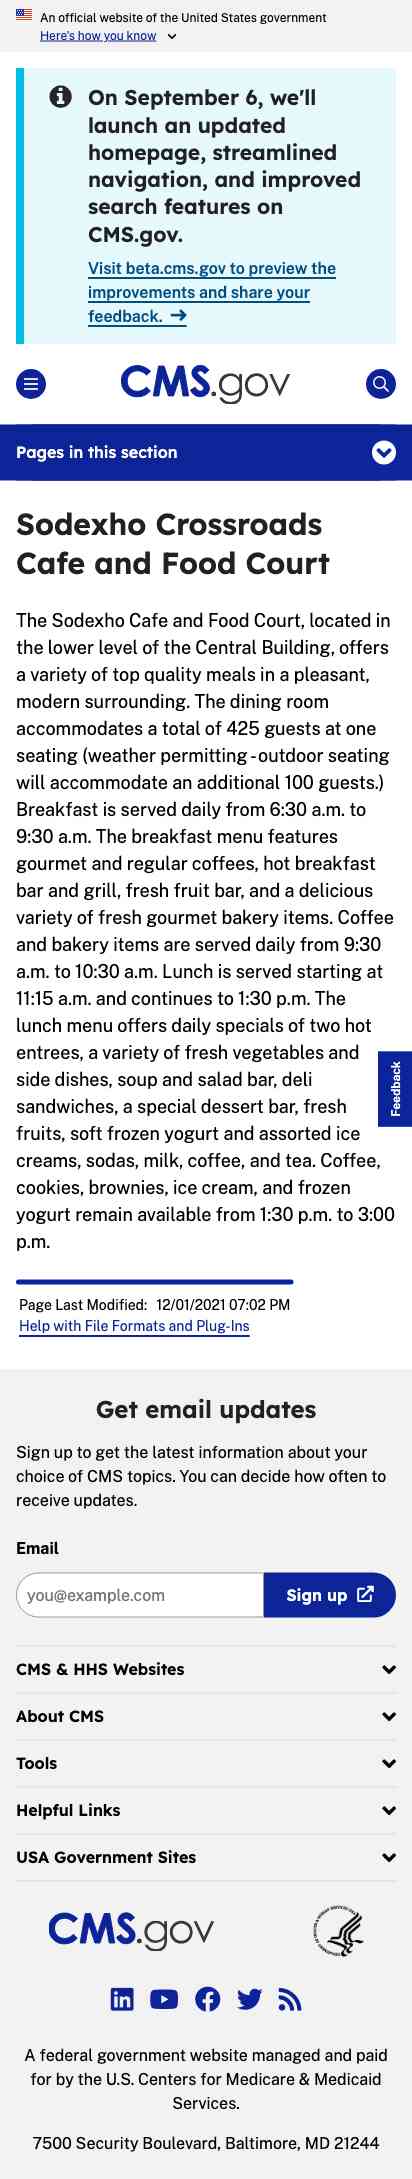 An official website of the United States government
Here's how you know
On September 6, we'll
launch an updated
homepage, streamlined
navigation, and improved
search features on
CMS.gov.
Visit beta.cms.gov to preview the
improvements and share your
feedback. →
CMS.gov
Pages in this section
Sodexho Crossroads
Cafe and Food Court
The Sodexho Cafe and Food Court, located in
the lower level of the Central Building, offers
a variety of top quality meals in a pleasant,
modern surrounding. The dining room
accommodates a total of 425 guests at one
seating (weather permitting - outdoor seating
will accommodate an additional 100 guests.)
Breakfast is served daily from 6:30 a.m. to
9:30 a.m. The breakfast menu features
gourmet and regular coffees, hot breakfast
bar and grill, fresh fruit bar, and a delicious
variety of fresh gourmet bakery items. Coffee
and bakery items are served daily from 9:30
a.m. to 10:30 a.m. Lunch is served starting at
11:15 a.m. and continues to 1:30 p.m. The
lunch menu offers daily specials of two hot
entrees, a variety of fresh vegetables and
side dishes, soup and salad bar, deli
sandwiches, a special dessert bar, fresh
fruits, soft frozen yogurt and assorted ice
creams, sodas, milk, coffee, and tea. Coffee,
cookies, brownies, ice cream, and frozen
yogurt remain available from 1:30 p.m. to 3:00
p.m.
Feedback
Page Last Modified: 12/01/2021 07:02 PM
Help with File Formats and Plug-Ins
Get email updates
Sign up to get the latest information about your
choice of CMS topics. You can decide how often to
receive updates.
Email
you@example.com
Sign up
CMS & HHS Websites
About CMS
Tools
Helpful Links
USA Government Sites
CMS.gov
A federal government website managed and paid
for by the U.S. Centers for Medicare & Medicaid
Services.
7500 Security Boulevard, Baltimore, MD 21244